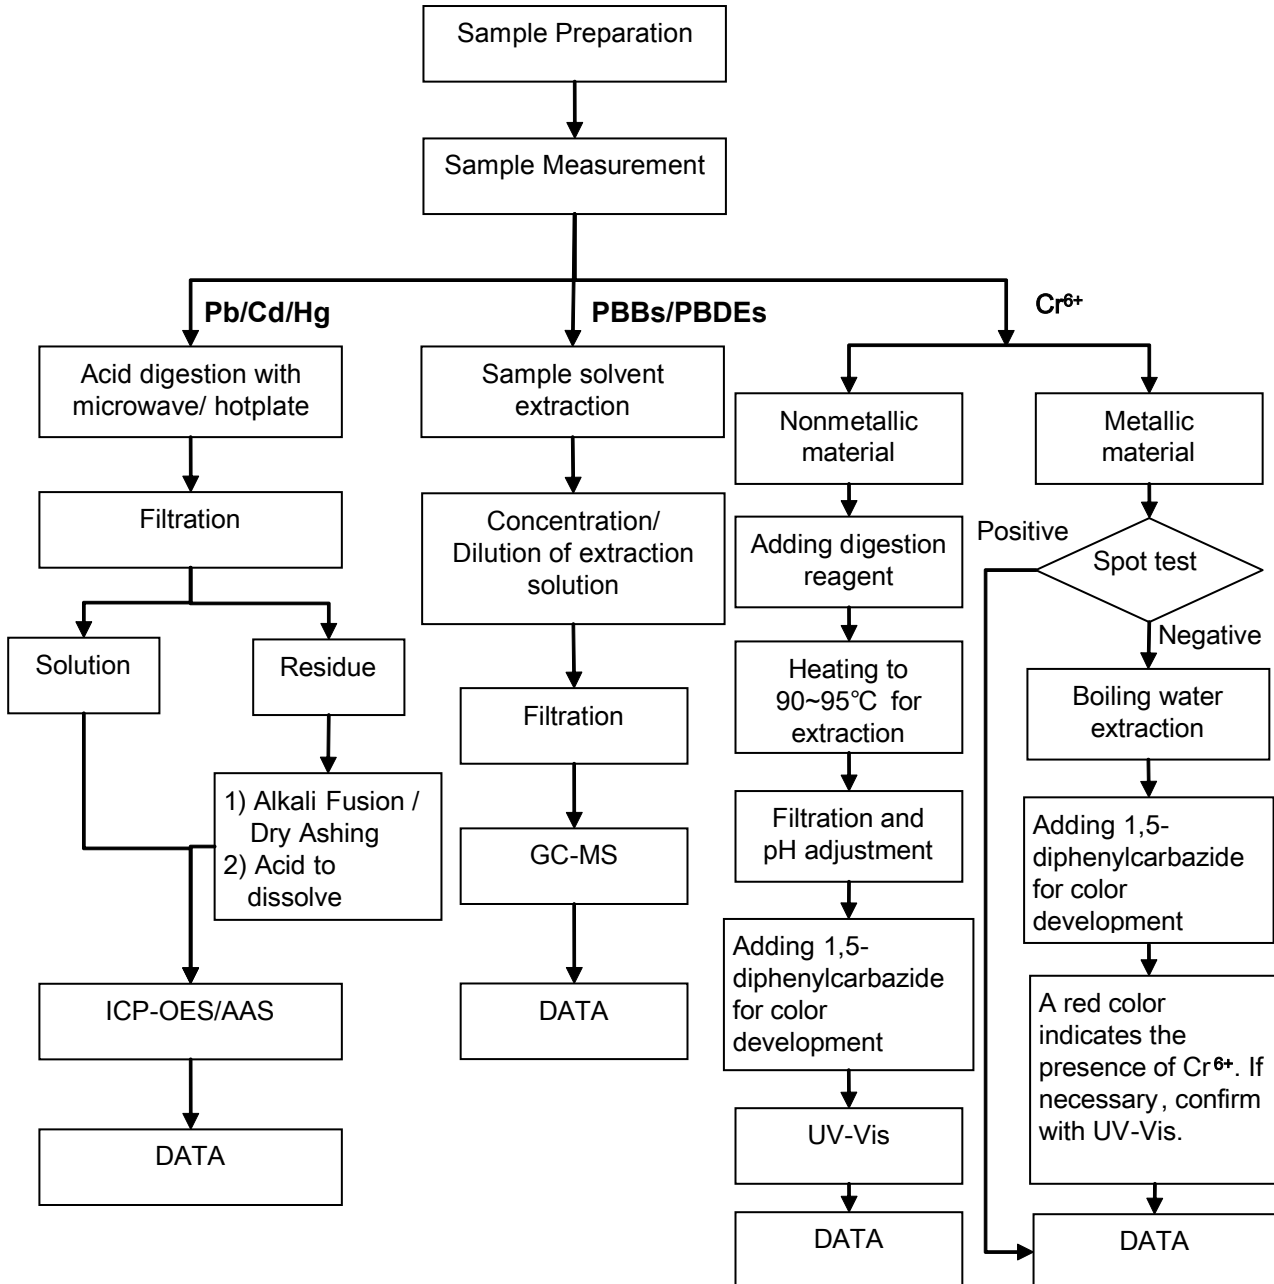 Sample Preparation
Sample Measurement
Pb/Cd/Hg
PBBs/PBDEs
Cr⁶⁺
Acid digestion with
microwave/ hotplate
Filtration
Solution
Residue
1) Alkali Fusion /
Dry Ashing
2) Acid to
dissolve
ICP-OES/AAS
DATA
Sample solvent
extraction
Concentration/
Dilution of extraction
solution
Filtration
GC-MS
DATA
Nonmetallic
material
Adding digestion
reagent
Heating to
90~95℃ for
extraction
Filtration and
pH adjustment
Adding 1,5-
diphenylcarbazide
for color
development
UV-Vis
DATA
Metallic
material
Spot test
Positive
Negative
Boiling water
extraction
Adding 1,5-
diphenylcarbazide
for color
development
A red color
indicates the
presence of Cr⁶⁺. If
necessary, confirm
with UV-Vis.
DATA